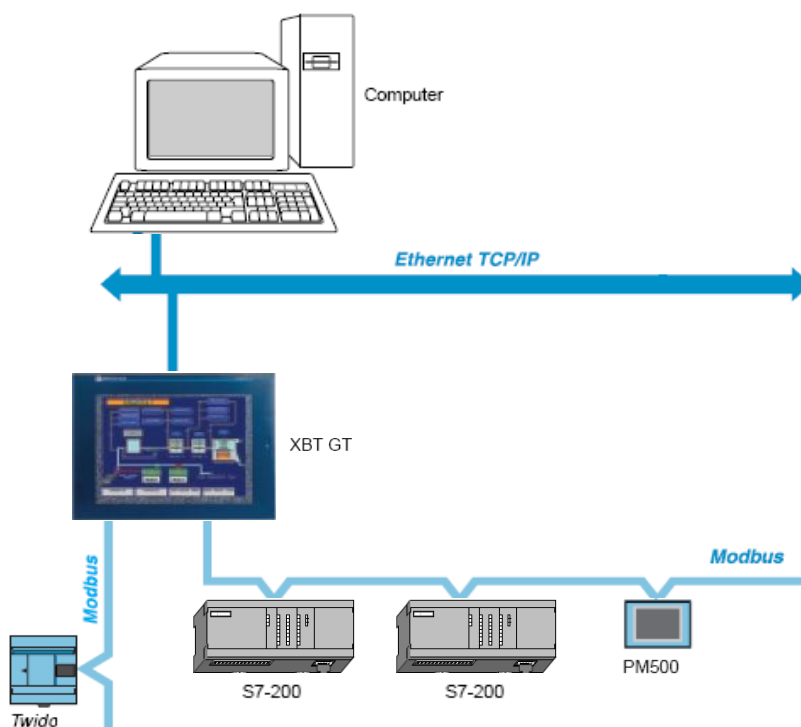 Computer
Ethernet TCP/IP
XBT GT
Modbus
Modbus
S7-200
S7-200
PM500
Twido